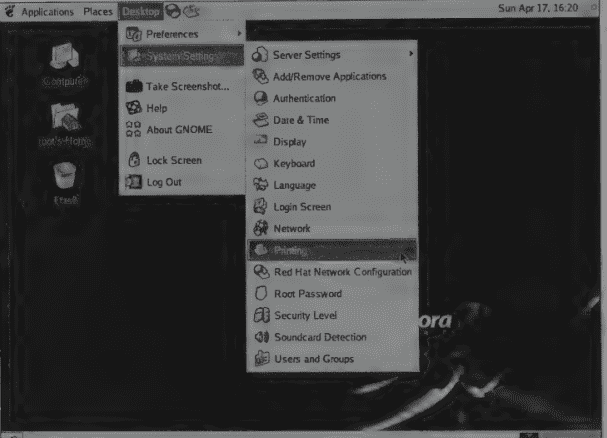 Applications Places Desktop
Sun Apr 17, 16:20
Preferences
System Settings
Take Screenshot...
Help
About GNOME
Lock Screen
Log Out
Server Settings
Add/Remove Applications
Authentication
Date & Time
Display
Keyboard
Language
Login Screen
Network
Printing
Red Hat Network Configuration
Root Password
Security Level
Soundcard Detection
Users and Groups
Computer
root's Home
Trash
ora